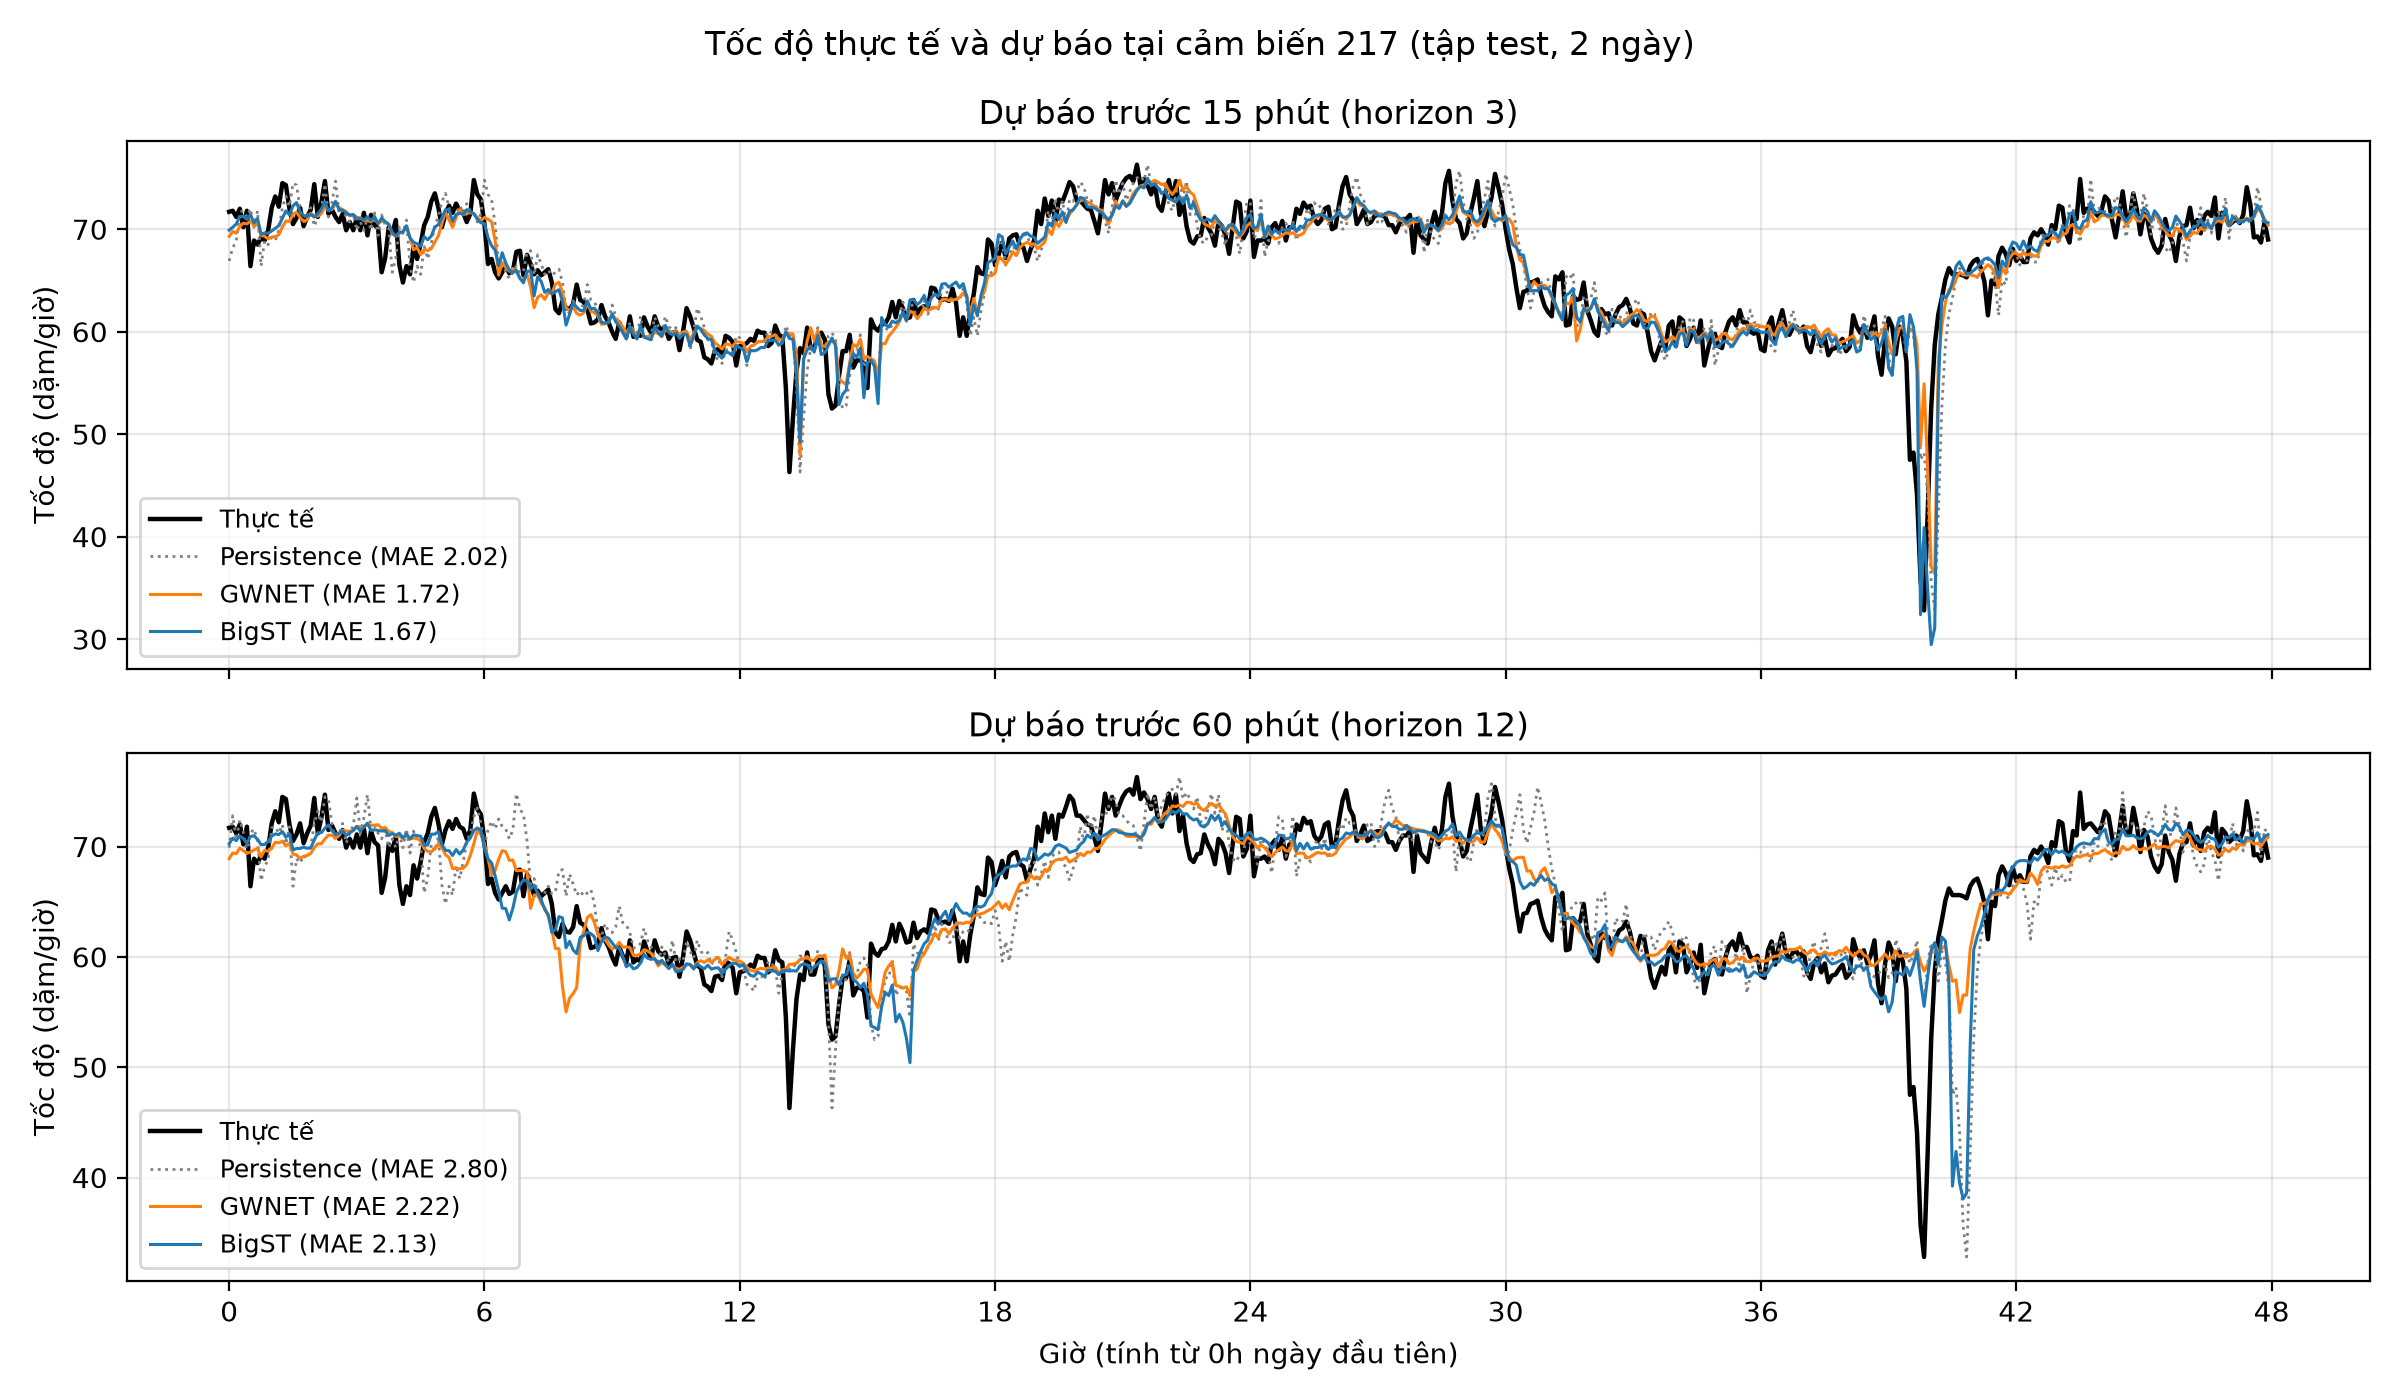 Tốc độ thực tế và dự báo tại cảm biến 217 (tập test, 2 ngày)
Dự báo trước 15 phút (horizon 3)
Tốc độ (dặm/giờ)
70
60
50
40
30
Thực tế
Persistence (MAE 2.02)
GWNET (MAE 1.72)
BigST (MAE 1.67)
Dự báo trước 60 phút (horizon 12)
Tốc độ (dặm/giờ)
70
60
50
40
Thực tế
Persistence (MAE 2.80)
GWNET (MAE 2.22)
BigST (MAE 2.13)
0 6 12 18 24 30 36 42 48
Giờ (tính từ 0h ngày đầu tiên)